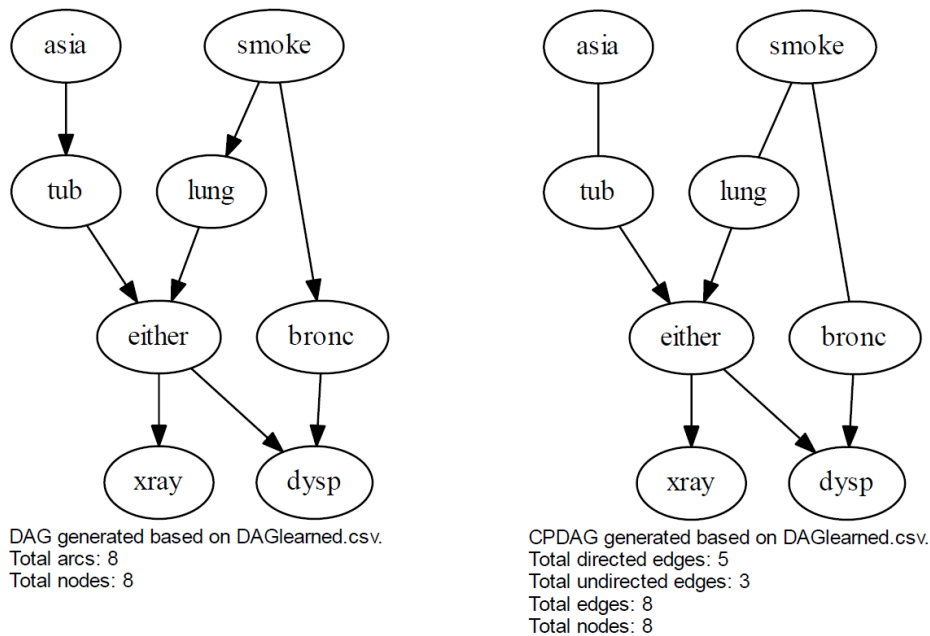 asia
smoke
tub
lung
either
bronc
xray
dysp
DAG generated based on DAGlearned.csv.
Total arcs: 8
Total nodes: 8
asia
smoke
tub
lung
either
bronc
xray
dysp
CPDAG generated based on DAGlearned.csv.
Total directed edges: 5
Total undirected edges: 3
Total edges: 8
Total nodes: 8